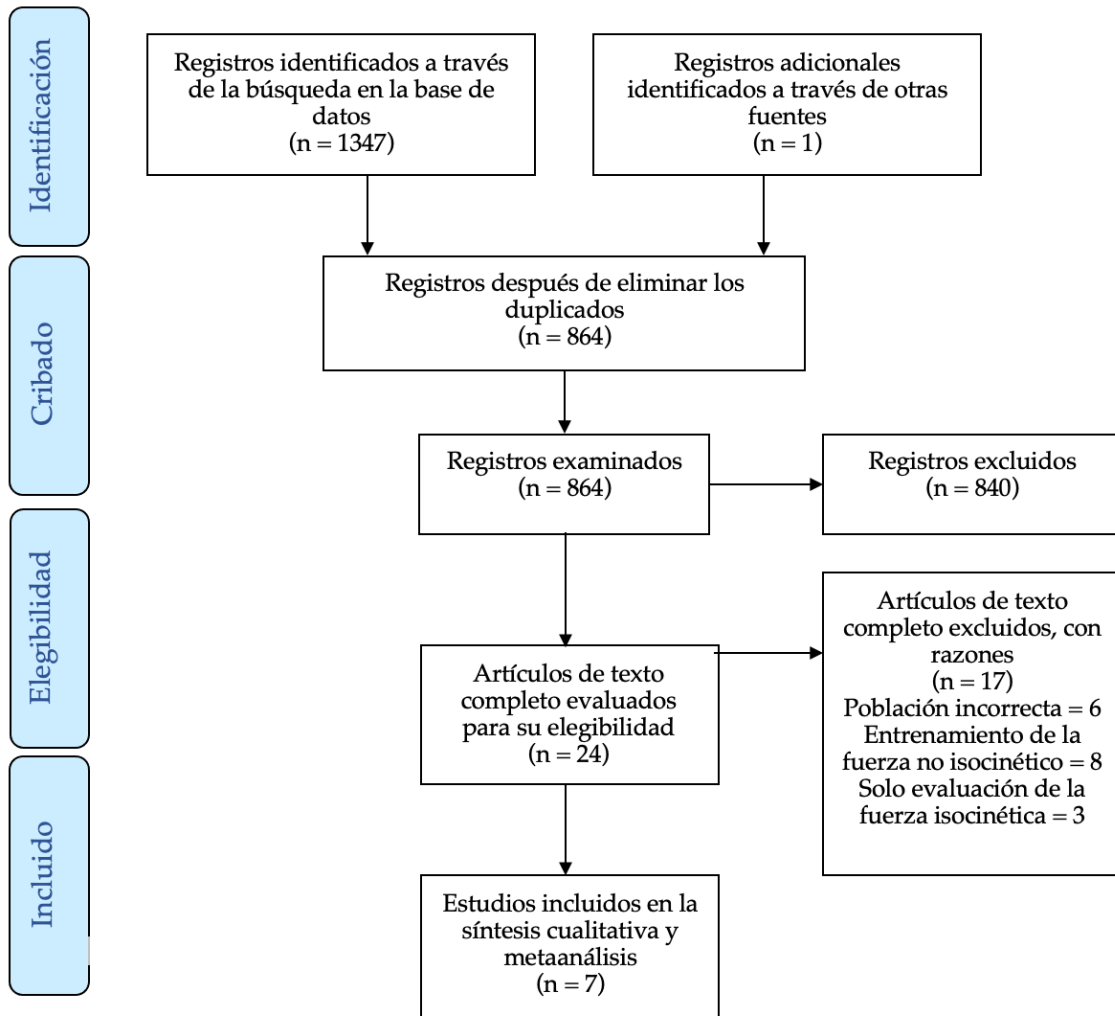 Identificación
Registros identificados a través
de la búsqueda en la base de
datos
(n = 1347)
Registros adicionales
identificados a través de otras
fuentes
(n = 1)
Cribado
Registros después de eliminar los
duplicados
(n = 864)
Registros examinados
(n = 864)
Registros excluidos
(n = 840)
Elegibilidad
Artículos de texto
completo evaluados
para su elegibilidad
(n = 24)
Artículos de texto
completo excluidos, con
razones
(n = 17)
Población incorrecta = 6
Entrenamiento de la
fuerza no isocinético = 8
Solo evaluación de la
fuerza isocinética = 3
Incluido
Estudios incluidos en la
síntesis cualitativa y
metaanálisis
(n = 7)